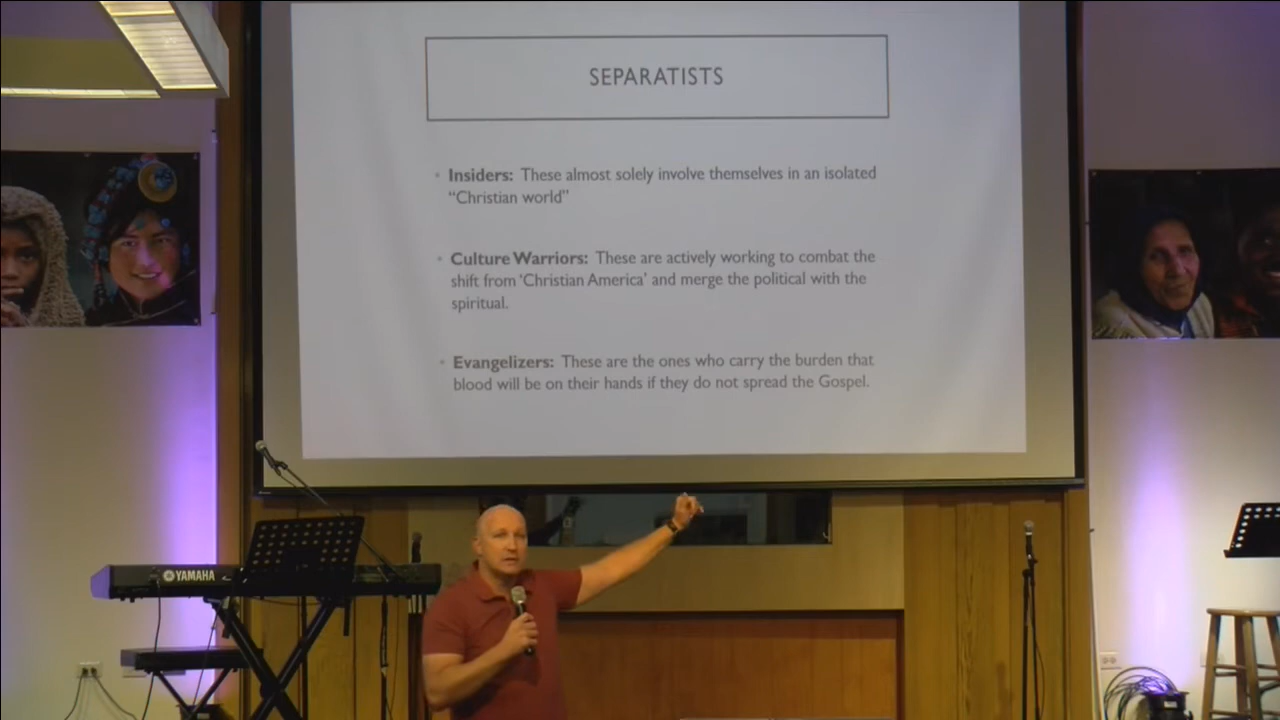 SEPARATISTS
• Insiders: These almost solely involve themselves in an isolated
“Christian world”
• Culture Warriors: These are actively working to combat the
shift from ‘Christian America’ and merge the political with the
spiritual.
• Evangelizers: These are the ones who carry the burden that
blood will be on their hands if they do not spread the Gospel.
YAMAHA